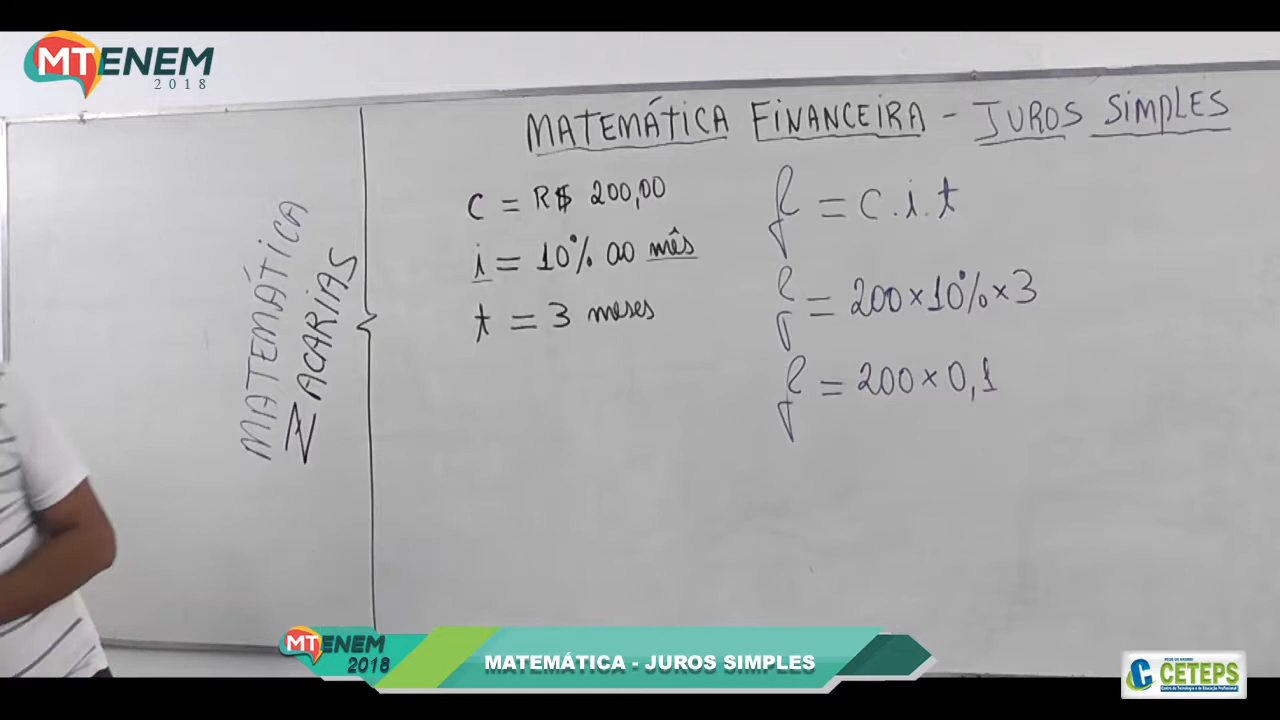 MTENEM
2018
MATEMÁTICA FINANCEIRA - JUROS SIMPLES
MATEMÁTICA
ZACARIAS
C = R$ 200,00
i = 10% ao mês
t = 3 meses
J = C.i.t
J = 200×10%×3
J = 200×0,1
MTENEM
2018
MATEMÁTICA - JUROS SIMPLES
CETEPS